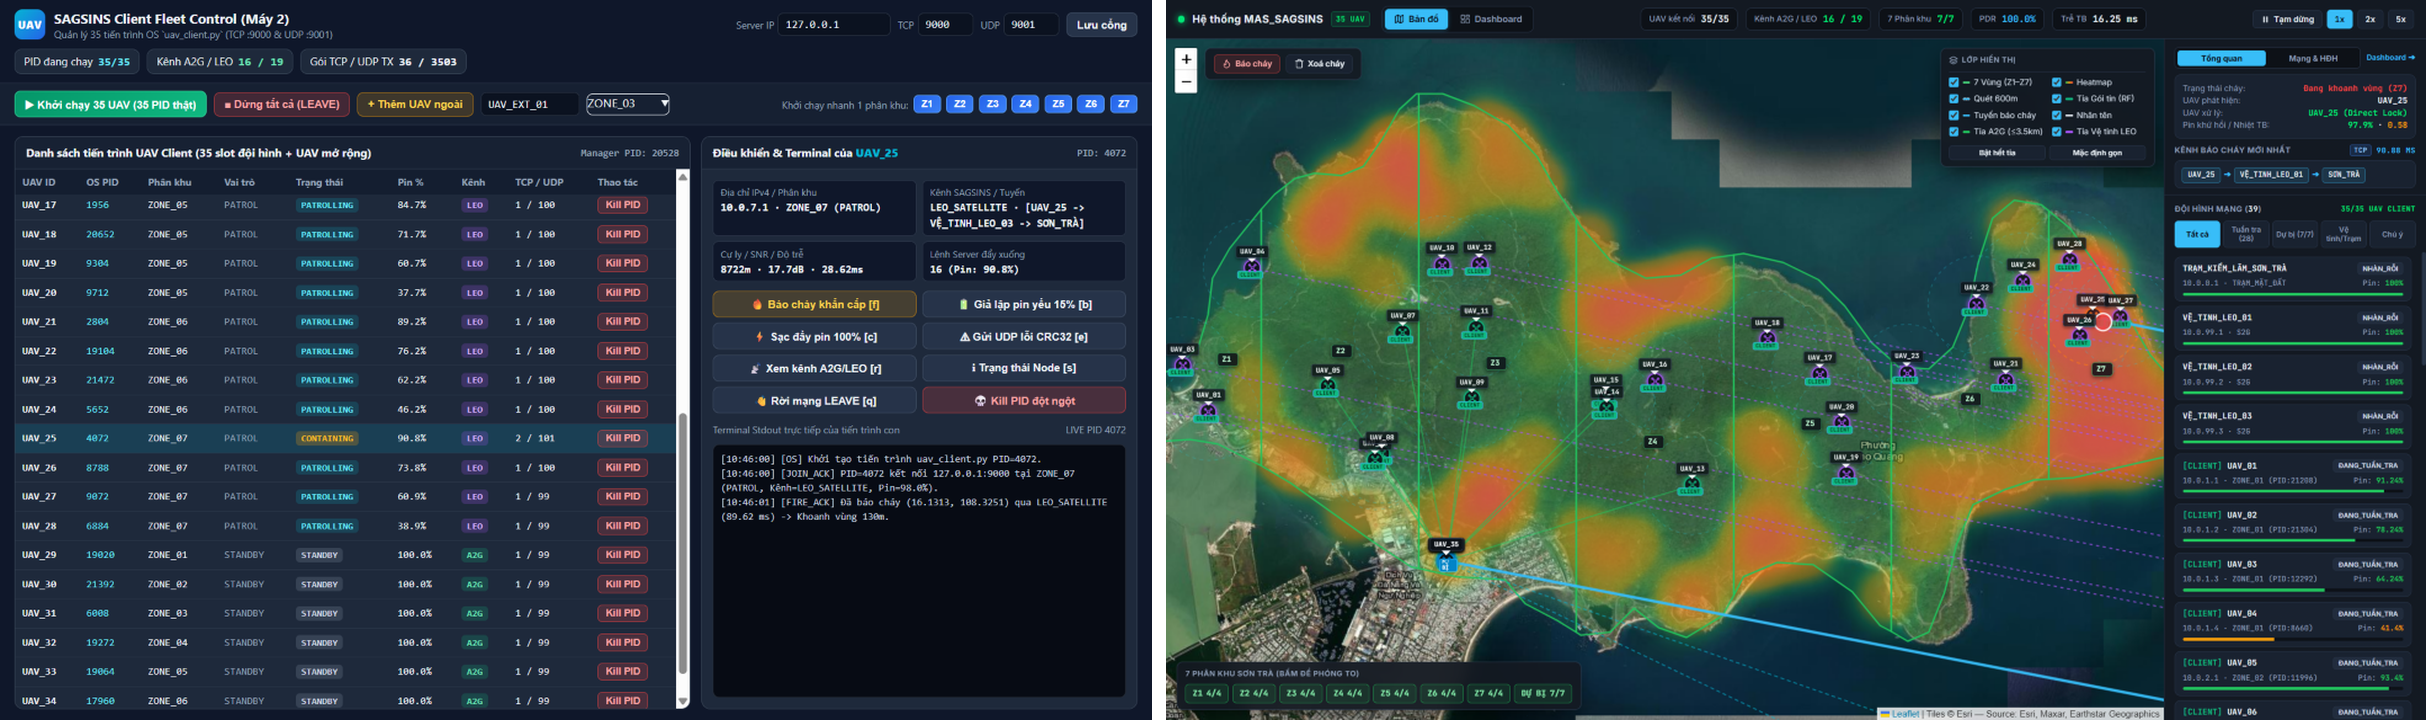 UAV
SAGSINS Client Fleet Control (Máy 2)
Quản lý 35 tiến trình OS `uav_client.py` (TCP :9000 & UDP :9001)
Server IP 127.0.0.1 TCP 9000 UDP 9001 Lưu cổng
PID đang chạy 35/35 Kênh A2G / LEO 16 / 19 Gói TCP / UDP TX 36 / 3503
▶ Khởi chạy 35 UAV (35 PID thật) ■ Dừng tất cả (LEAVE) + Thêm UAV ngoài UAV_EXT_01 ZONE_03 ▼ Khởi chạy nhanh 1 phân khu: Z1 Z2 Z3 Z4 Z5 Z6 Z7
Danh sách tiến trình UAV Client (35 slot đội hình + UAV mở rộng) Manager PID: 20528
UAV ID OS PID Phân khu Vai trò Trạng thái Pin % Kênh TCP / UDP Thao tác
UAV_17 1956 ZONE_05 PATROL PATROLLING 84.7% LEO 1 / 100 Kill PID
UAV_18 20652 ZONE_05 PATROL PATROLLING 71.7% LEO 1 / 100 Kill PID
UAV_19 9304 ZONE_05 PATROL PATROLLING 60.7% LEO 1 / 100 Kill PID
UAV_20 9712 ZONE_05 PATROL PATROLLING 37.7% LEO 1 / 100 Kill PID
UAV_21 2804 ZONE_06 PATROL PATROLLING 89.2% LEO 1 / 100 Kill PID
UAV_22 19104 ZONE_06 PATROL PATROLLING 76.2% LEO 1 / 100 Kill PID
UAV_23 21472 ZONE_06 PATROL PATROLLING 62.2% LEO 1 / 100 Kill PID
UAV_24 5652 ZONE_06 PATROL PATROLLING 46.2% LEO 1 / 100 Kill PID
UAV_25 4072 ZONE_07 PATROL CONTAINING 90.8% LEO 2 / 101 Kill PID
UAV_26 8788 ZONE_07 PATROL PATROLLING 73.8% LEO 1 / 100 Kill PID
UAV_27 9072 ZONE_07 PATROL PATROLLING 60.9% LEO 1 / 99 Kill PID
UAV_28 6884 ZONE_07 PATROL PATROLLING 38.9% LEO 1 / 99 Kill PID
UAV_29 19020 ZONE_01 STANDBY STANDBY 100.0% A2G 1 / 99 Kill PID
UAV_30 21392 ZONE_02 STANDBY STANDBY 100.0% A2G 1 / 99 Kill PID
UAV_31 6008 ZONE_03 STANDBY STANDBY 100.0% A2G 1 / 99 Kill PID
UAV_32 19272 ZONE_04 STANDBY STANDBY 100.0% A2G 1 / 99 Kill PID
UAV_33 19064 ZONE_05 STANDBY STANDBY 100.0% A2G 1 / 99 Kill PID
UAV_34 17960 ZONE_06 STANDBY STANDBY 100.0% A2G 1 / 99 Kill PID
Điều khiển & Terminal của UAV_25 PID: 4072
Địa chỉ IPv4 / Phân khu
10.0.7.1 · ZONE_07 (PATROL)
Kênh SAGSINS / Tuyến
LEO_SATELLITE · [UAV_25 ->
VỆ_TINH_LEO_03 -> SƠN_TRÀ]
Cự ly / SNR / Độ trễ
8722m · 17.7dB · 28.62ms
Lệnh Server đẩy xuống
16 (Pin: 90.8%)
Báo cháy khẩn cấp [f] Giả lập pin yếu 15% [b]
Sạc đầy pin 100% [c] Gửi UDP lỗi CRC32 [e]
Xem kênh A2G/LEO [r] Trạng thái Node [s]
Rời mạng LEAVE [q] Kill PID đột ngột
Terminal Stdout trực tiếp của tiến trình con LIVE PID 4072
[10:46:00] [OS] Khởi tạo tiến trình uav_client.py PID=4072.
[10:46:00] [JOIN_ACK] PID=4072 kết nối 127.0.0.1:9000 tại ZONE_07
(PATROL, Kênh=LEO_SATELLITE, Pin=98.0%).
[10:46:01] [FIRE_ACK] Đã báo cháy (16.1313, 108.3251) qua LEO_SATELLITE
(89.62 ms) -> Khoanh vùng 130m.
Hệ thống MAS_SAGSINS 35 UAV Bản đồ Dashboard UAV kết nối 35/35 Kênh A2G / LEO 16 / 19 7 Phân khu 7/7 PDR 100.0% Trễ TB 16.25 ms Tạm dừng 1x 2x 5x
+
−
Báo cháy Xoá cháy
LỚP HIỂN THỊ
7 Vùng (Z1-Z7) Heatmap
Quét 600m Tia Gói tin (RF)
Tuyến báo cháy Nhãn tên
Tia A2G (≤3.5km) Tia Vệ tinh LEO
Bật hết tia Mặc định gọn
UAV_04
CLIENT
UAV_10
CLIENT
UAV_12
CLIENT
UAV_28
CLIENT
UAV_24
CLIENT
UAV_22
CLIENT
UAV_25
UAV_27
UAV_26
CLIENT
UAV_07
CLIENT
UAV_11
CLIENT
UAV_18
CLIENT
UAV_03
CLIENT
Z1
Z2
Z3
UAV_17
CLIENT
UAV_23
CLIENT
UAV_21
CLIENT
Z7
UAV_05
CLIENT
UAV_09
CLIENT
UAV_15
UAV_14
CLIENT
UAV_16
CLIENT
UAV_01
CLIENT
Z6
UAV_20
CLIENT
Z5
Z4
UAV_08
CLIENT
Phường
UAV_19
CLIENT
UAV_13
CLIENT
UAV_35
7 PHÂN KHU SƠN TRÀ (BẤM ĐỂ PHÓNG TO)
Z1 4/4 Z2 4/4 Z3 4/4 Z4 4/4 Z5 4/4 Z6 4/4 Z7 4/4 DỰ BỊ 7/7
Leaflet | Tiles © Esri — Source: Esri, Maxar, Earthstar Geographics
Tổng quan Mạng & HĐH Dashboard ➔
Trạng thái cháy: Đang khoanh vùng (Z7)
UAV phát hiện: UAV_25
UAV xử lý: UAV_25 (Direct Lock)
Pin khứ hồi / Nhiệt TB: 97.9% · 0.58
KÊNH BÁO CHÁY MỚI NHẤT TCP 90.88 MS
UAV_25 ➔ VỆ_TINH_LEO_01 ➔ SƠN_TRÀ
ĐỘI HÌNH MẠNG (39) 35/35 UAV CLIENT
Tất cả
Tuần tra
(28)
Dự bị (7/7)
Vệ
tinh/Trạm
Chú ý
TRẠM_KIỂM_LÂM_SƠN_TRÀ NHÀN_RỖI
10.0.0.1 · TRẠM_MẶT_ĐẤT Pin: 100%
VỆ_TINH_LEO_01 NHÀN_RỖI
10.0.99.1 · S2G Pin: 100%
VỆ_TINH_LEO_02 NHÀN_RỖI
10.0.99.2 · S2G Pin: 100%
VỆ_TINH_LEO_03 NHÀN_RỖI
10.0.99.3 · S2G Pin: 100%
[CLIENT] UAV_01 ĐANG_TUẦN_TRA
10.0.1.1 · ZONE_01 (PID:21208) Pin: 91.24%
[CLIENT] UAV_02 ĐANG_TUẦN_TRA
10.0.1.2 · ZONE_01 (PID:21304) Pin: 78.24%
[CLIENT] UAV_03 ĐANG_TUẦN_TRA
10.0.1.3 · ZONE_01 (PID:12292) Pin: 64.24%
[CLIENT] UAV_04 ĐANG_TUẦN_TRA
10.0.1.4 · ZONE_01 (PID:8660) Pin: 41.4%
[CLIENT] UAV_05 ĐANG_TUẦN_TRA
10.0.2.1 · ZONE_02 (PID:11996) Pin: 93.4%
[CLIENT] UAV_06 ĐANG_TUẦN_TRA